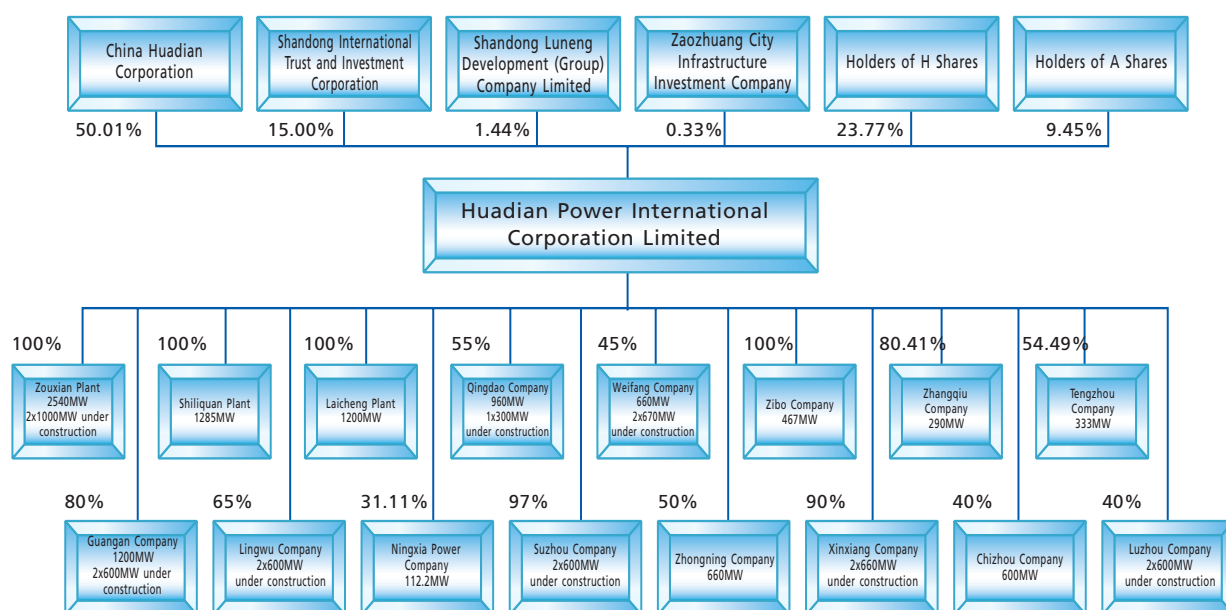 China Huadian
Corporation
Shandong International
Trust and Investment
Corporation
Shandong Luneng
Development (Group)
Company Limited
Zaozhuang City
Infrastructure
Investment Company
Holders of H Shares
Holders of A Shares
50.01%
15.00%
1.44%
0.33%
23.77%
9.45%
Huadian Power International
Corporation Limited
100%
100%
100%
55%
45%
100%
80.41%
54.49%
Zouxian Plant
2540MW
2x1000MW under
construction
Shiliquan Plant
1285MW
Laicheng Plant
1200MW
Qingdao Company
960MW
1x300MW
under construction
Weifang Company
660MW
2x670MW
under construction
Zibo Company
467MW
Zhangqiu
Company
290MW
Tengzhou
Company
333MW
80%
65%
31.11%
97%
50%
90%
40%
40%
Guangan Company
1200MW
2x600MW under
construction
Lingwu Company
2x600MW
under construction
Ningxia Power
Company
112.2MW
Suzhou Company
2x600MW
under construction
Zhongning Company
660MW
Xinxiang Company
2x660MW
under construction
Chizhou Company
600MW
Luzhou Company
2x600MW
under construction